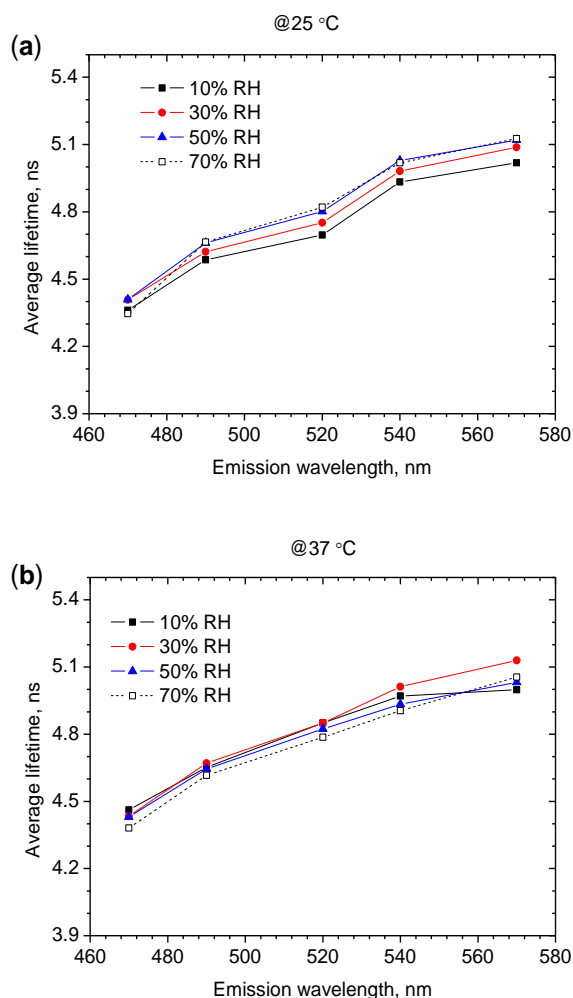 @25 °C
(a)
5.4
5.1
4.8
4.5
4.2
3.9
Average lifetime, ns
10% RH
30% RH
50% RH
70% RH
460 480 500 520 540 560 580
Emission wavelength, nm
@37 °C
(b)
5.4
5.1
4.8
4.5
4.2
3.9
Average lifetime, ns
10% RH
30% RH
50% RH
70% RH
460 480 500 520 540 560 580
Emission wavelength, nm